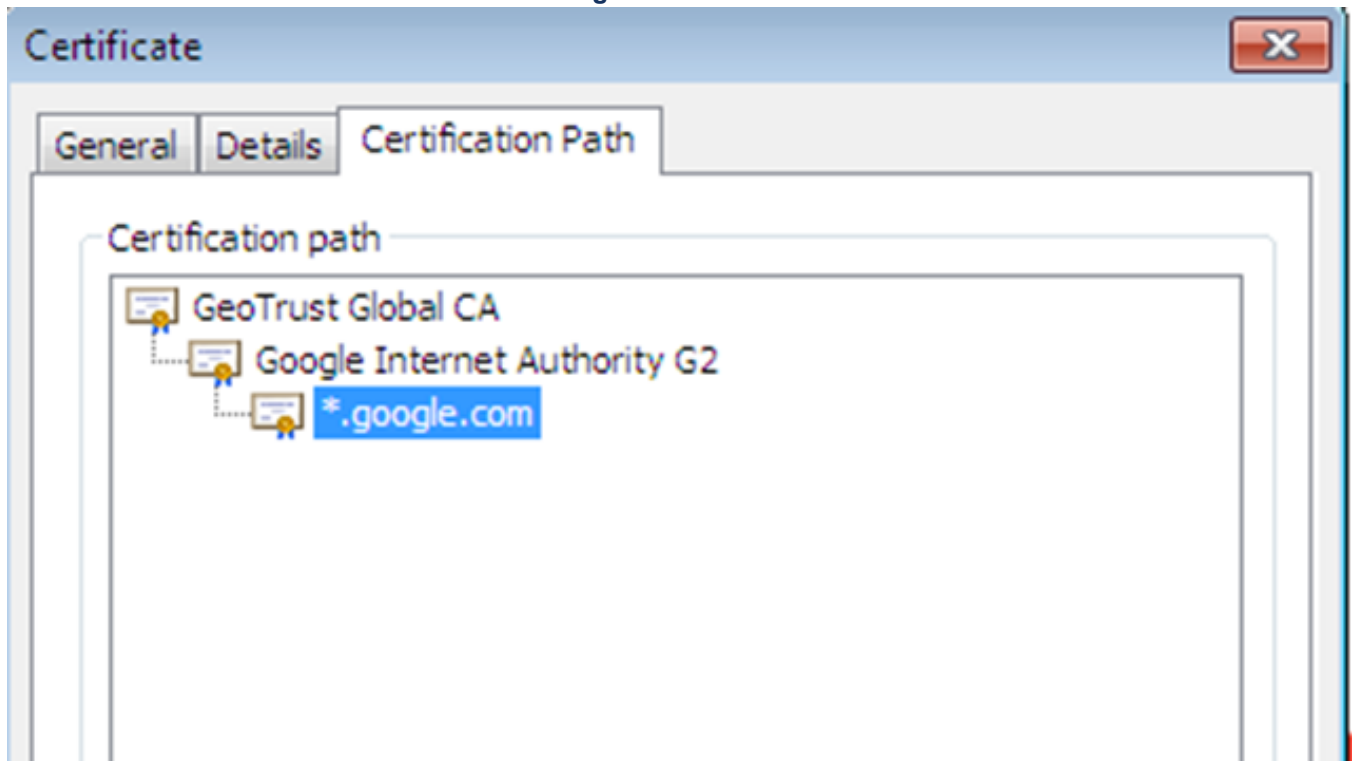 Certificate
General Details Certification Path
Certification path
GeoTrust Global CA
Google Internet Authority G2
*.google.com